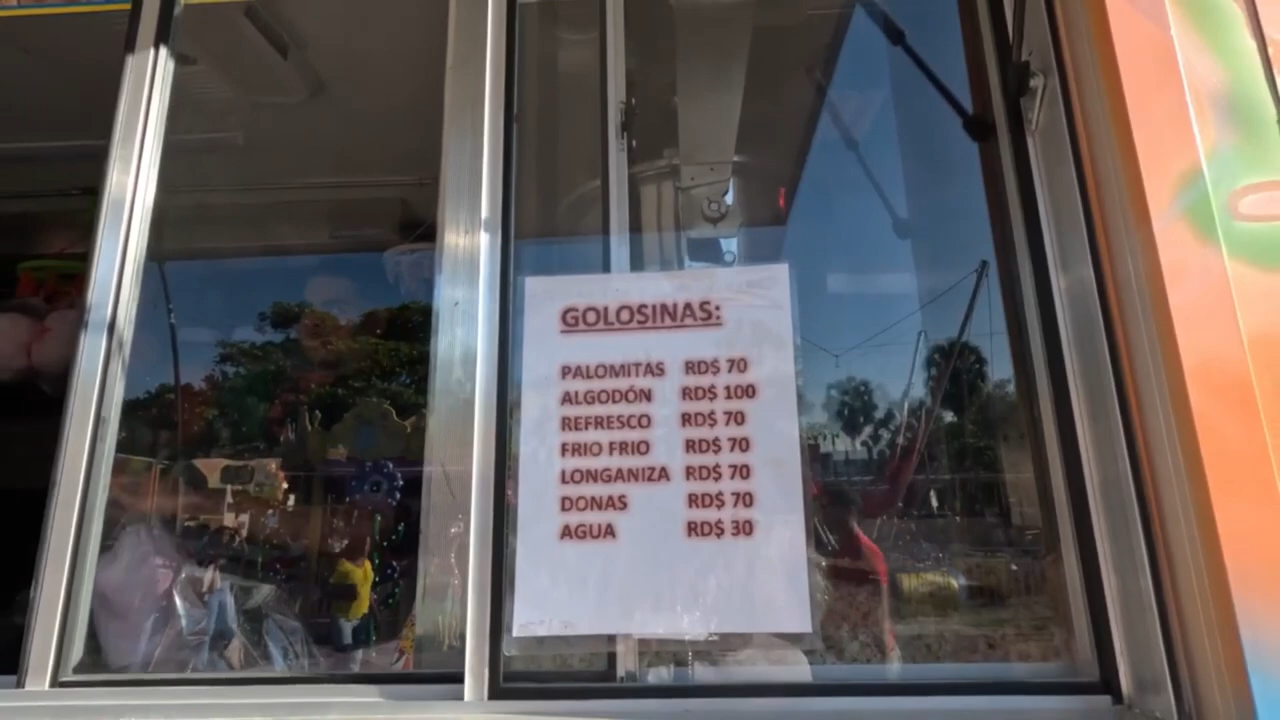 GOLOSINAS:
PALOMITAS RD$ 70
ALGODÓN RD$ 100
REFRESCO RD$ 70
FRIO FRIO RD$ 70
LONGANIZA RD$ 70
DONAS RD$ 70
AGUA RD$ 30